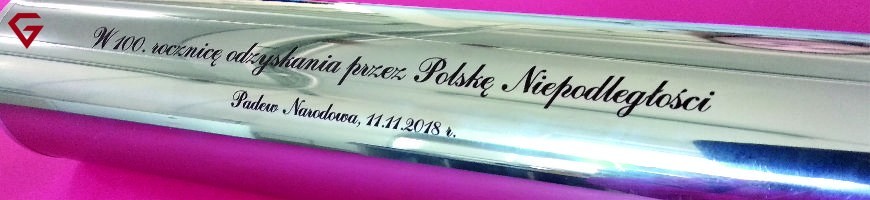 W 100. rocznicę odzyskania przez Polskę Niepodległości
Padew Narodowa, 11.11.2018 r.